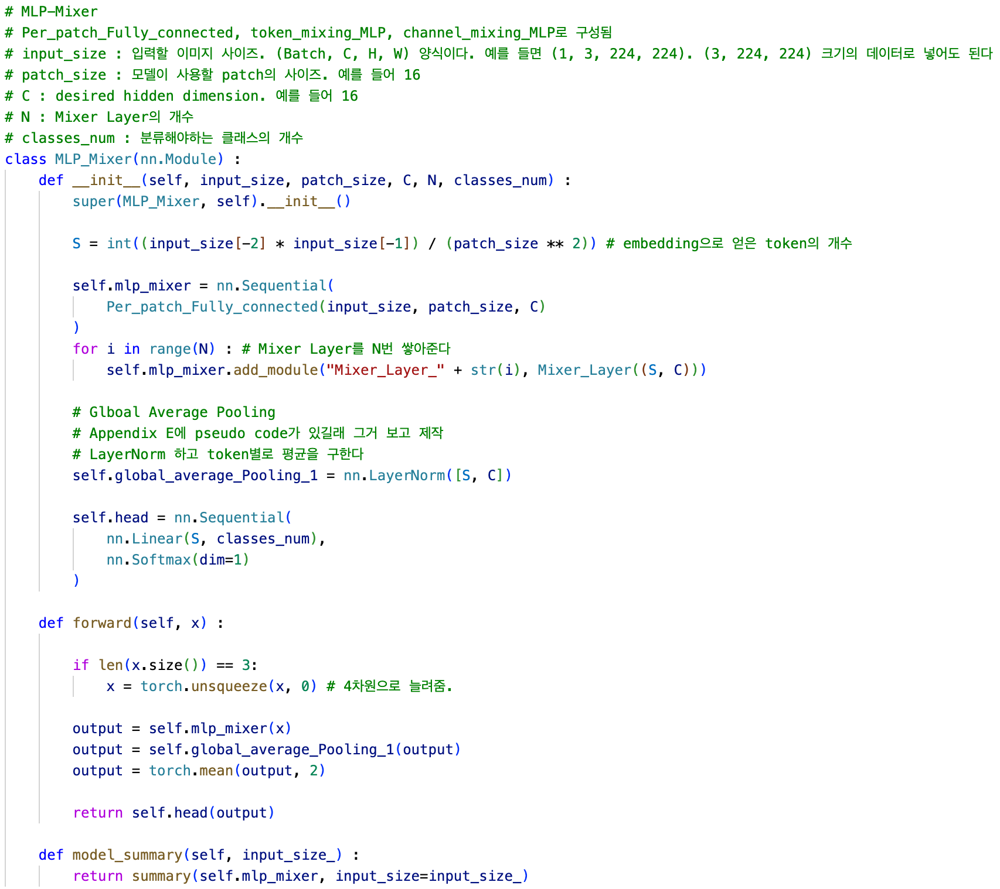 # MLP-Mixer
# Per_patch_Fully_connected, token_mixing_MLP, channel_mixing_MLP로 구성됨
# input_size : 입력할 이미지 사이즈. (Batch, C, H, W) 양식이다. 예를 들면 (1, 3, 224, 224). (3, 224, 224) 크기의 데이터로 넣어도 된다
# patch_size : 모델이 사용할 patch의 사이즈. 예를 들어 16
# C : desired hidden dimension. 예를 들어 16
# N : Mixer Layer의 개수
# classes_num : 분류해야하는 클래스의 개수
class MLP_Mixer(nn.Module) :
    def __init__(self, input_size, patch_size, C, N, classes_num) :
        super(MLP_Mixer, self).__init__()

        S = int((input_size[-2] * input_size[-1]) / (patch_size ** 2)) # embedding으로 얻은 token의 개수

        self.mlp_mixer = nn.Sequential(
            Per_patch_Fully_connected(input_size, patch_size, C)
        )
        for i in range(N) : # Mixer Layer를 N번 쌓아준다
            self.mlp_mixer.add_module("Mixer_Layer_" + str(i), Mixer_Layer((S, C)))

        # Glboal Average Pooling
        # Appendix E에 pseudo code가 있길래 그거 보고 제작
        # LayerNorm 하고 token별로 평균을 구한다
        self.global_average_Pooling_1 = nn.LayerNorm([S, C])

        self.head = nn.Sequential(
            nn.Linear(S, classes_num),
            nn.Softmax(dim=1)
        )

    def forward(self, x) :

        if len(x.size()) == 3:
            x = torch.unsqueeze(x, 0) # 4차원으로 늘려줌.

        output = self.mlp_mixer(x)
        output = self.global_average_Pooling_1(output)
        output = torch.mean(output, 2)

        return self.head(output)

    def model_summary(self, input_size_) :
        return summary(self.mlp_mixer, input_size=input_size_)